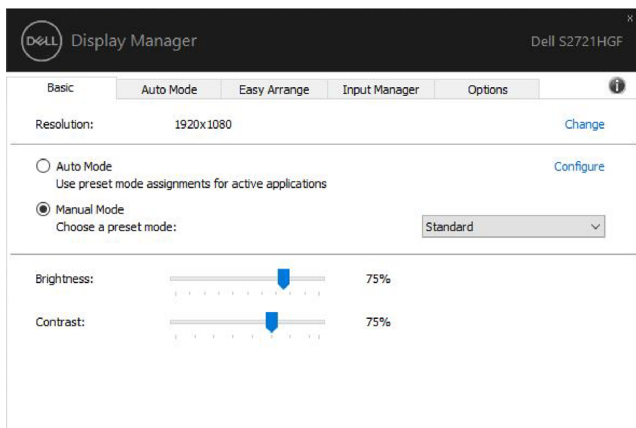 DELL Display Manager
Dell S2721HGF
Basic Auto Mode Easy Arrange Input Manager Options
Resolution: 1920x1080 Change
Auto Mode Configure
Use preset mode assignments for active applications
Manual Mode
Choose a preset mode: Standard
Brightness: 75%
Contrast: 75%